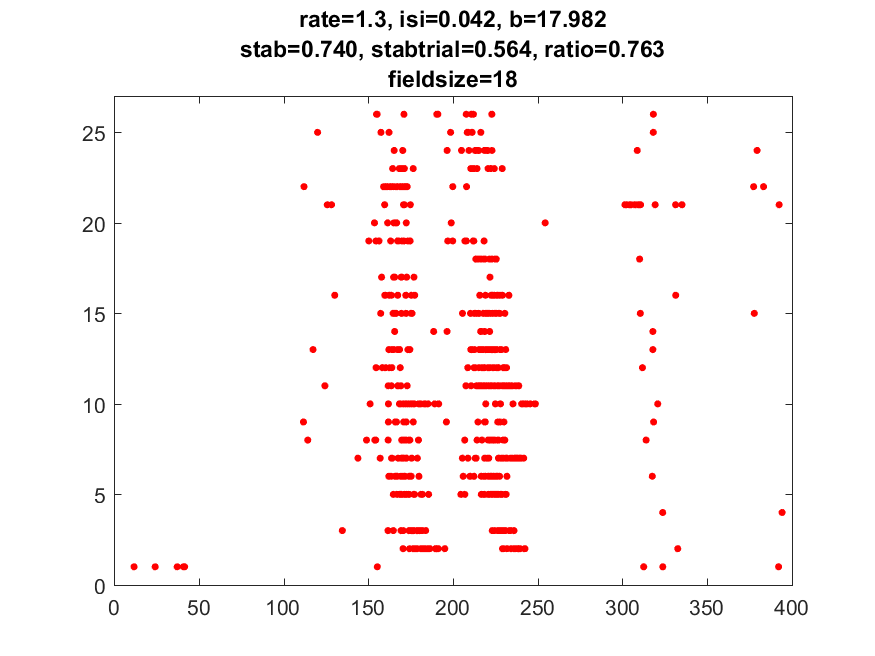 rate=1.3, isi=0.042, b=17.982
stab=0.740, stabtrial=0.564, ratio=0.763
fieldsize=18
25
20
15
10
5
0
0 50 100 150 200 250 300 350 400